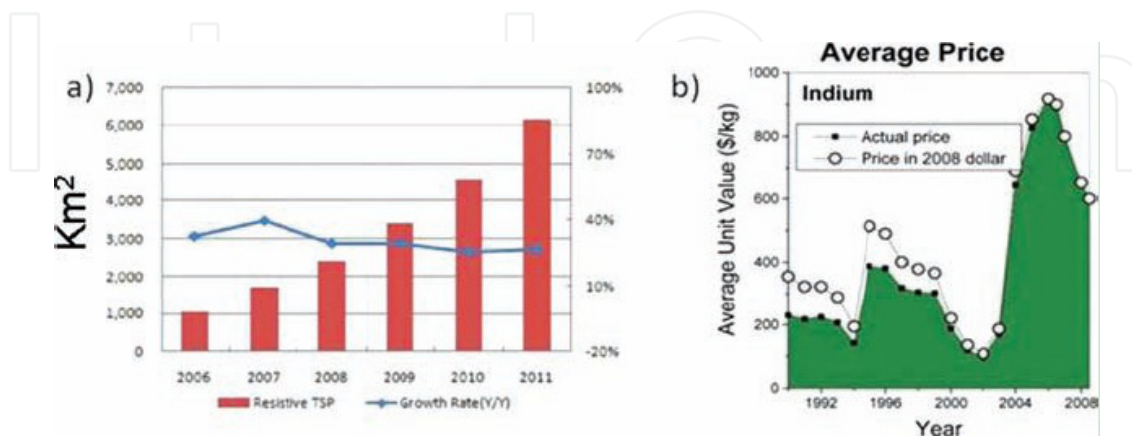 a)
7,000
6,000
5,000
4,000
3,000
2,000
1,000
0
Km²
100%
70%
40%
10%
-20%
2006 2007 2008 2009 2010 2011
Resistive TSP Growth Rate(Y/Y)
b)
Average Price
Indium
Actual price
Price in 2008 dollar
Average Unit Value ($/kg)
1000
800
600
400
200
0
1992 1996 2000 2004 2008
Year